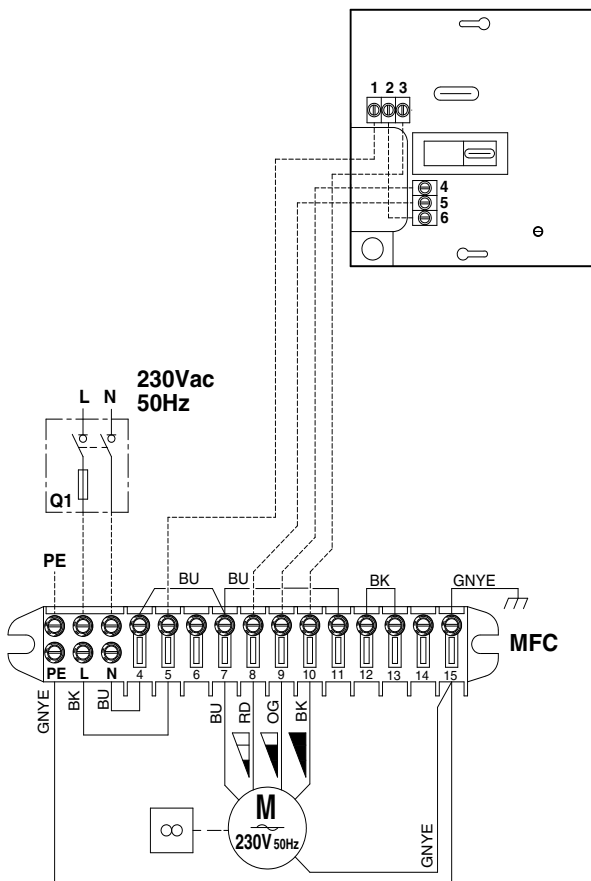 1 2 3
4
5
6
230Vac
50Hz
L N
Q1
PE
BU
BU
BK
GNYE
MFC
PE L N 4 5 6 7 8 9 10 11 12 13 14 15
GNYE
BK
BU
BU
RD
OG
BK
GNYE
M
230V 50Hz
8